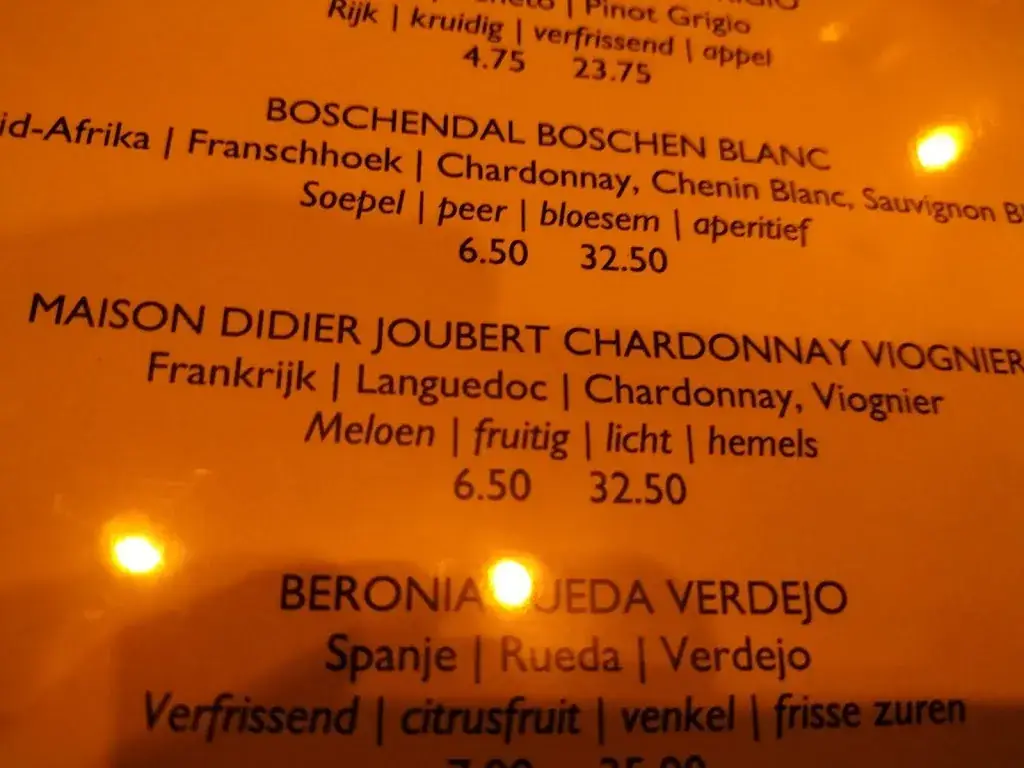 | Pinot Grigio
Rijk | kruidig | verfrissend | appel
4.75 23.75
BOSCHENDAL BOSCHEN BLANC
id-Afrika | Franschhoek | Chardonnay, Chenin Blanc, Sauvignon B
Soepel | peer | bloesem | aperitief
6.50 32.50
MAISON DIDIER JOUBERT CHARDONNAY VIOGNIER
Frankrijk | Languedoc | Chardonnay, Viognier
Meloen | fruitig | licht | hemels
6.50 32.50
BERONIA UEDA VERDEJO
Spanje | Rueda | Verdejo
Verfrissend | citrusfruit | venkel | frisse zuren